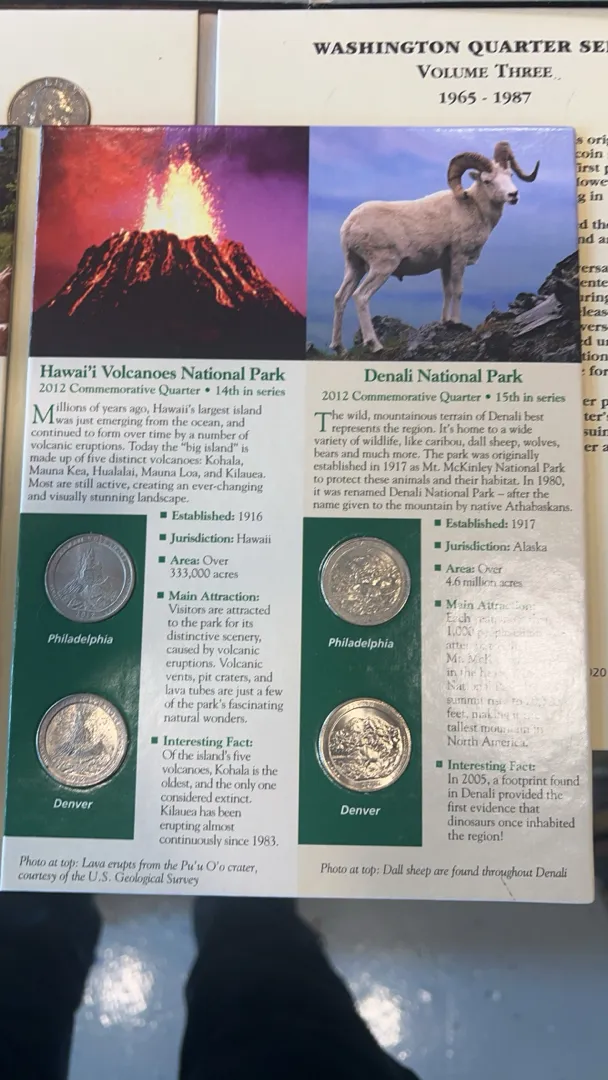 WASHINGTON QUARTER SE
VOLUME THREE
1965 - 1987
Hawai'i Volcanoes National Park
2012 Commemorative Quarter • 14th in series
Millions of years ago, Hawaii's largest island
was just emerging from the ocean, and
continued to form over time by a number of
volcanic eruptions. Today the "big island" is
made up of five distinct volcanoes: Kohala,
Mauna Kea, Hualalai, Mauna Loa, and Kilauea.
Most are still active, creating an ever-changing
and visually stunning landscape.
Established: 1916
Jurisdiction: Hawaii
Area: Over
333,000 acres
Main Attraction:
Visitors are attracted
to the park for its
distinctive scenery,
caused by volcanic
eruptions. Volcanic
vents, pit craters, and
lava tubes are just a few
of the park's fascinating
natural wonders.
Interesting Fact:
Of the island's five
volcanoes, Kohala is the
oldest, and the only one
considered extinct.
Kilauea has been
erupting almost
continuously since 1983.
Philadelphia
Denver
Photo at top: Lava erupts from the Pu'u O'o crater,
courtesy of the U.S. Geological Survey
Denali National Park
2012 Commemorative Quarter • 15th in series
The wild, mountainous terrain of Denali best
represents the region. It's home to a wide
variety of wildlife, like caribou, dall sheep, wolves,
bears and much more. The park was originally
established in 1917 as Mt. McKinley National Park
to protect these animals and their habitat. In 1980,
it was renamed Denali National Park – after the
name given to the mountain by native Athabaskans.
Established: 1917
Jurisdiction: Alaska
Area: Over
4.6 million acres
Main
Each
1,000
Mt.
in the
summit
feet, making
tallest mountain in
North America.
Interesting Fact:
In 2005, a footprint found
in Denali provided the
first evidence that
dinosaurs once inhabited
the region!
Philadelphia
Denver
Photo at top: Dall sheep are found throughout Denali